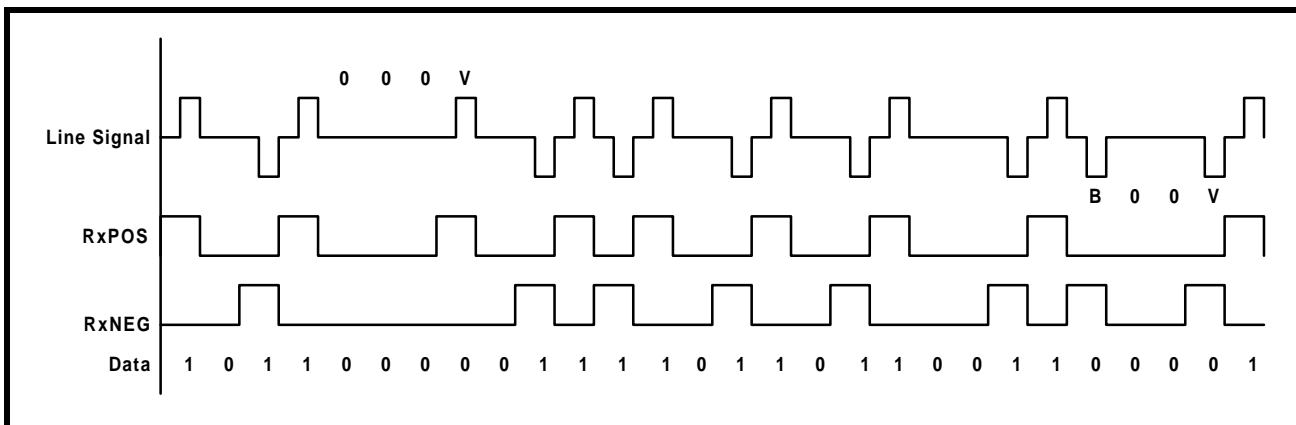 0 0 0 V
Line Signal
B 0 0 V
RxPOS
RxNEG
Data 1 0 1 1 0 0 0 0 0 1 1 1 1 0 1 1 0 1 1 0 0 1 1 0 0 0 0 1